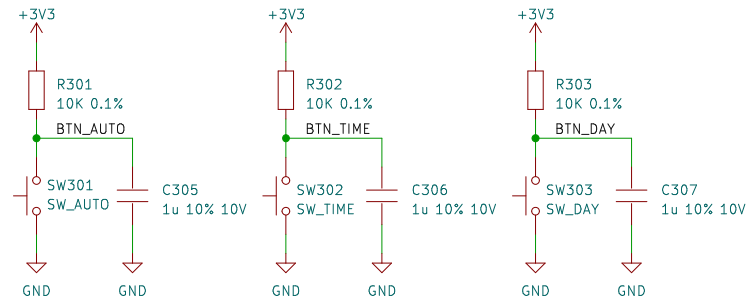 +3V3
R301
10K 0.1%
BTN_AUTO
SW301
SW_AUTO
C305
1u 10% 10V
GND
GND
+3V3
R302
10K 0.1%
BTN_TIME
SW302
SW_TIME
C306
1u 10% 10V
GND
GND
+3V3
R303
10K 0.1%
BTN_DAY
SW303
SW_DAY
C307
1u 10% 10V
GND
GND